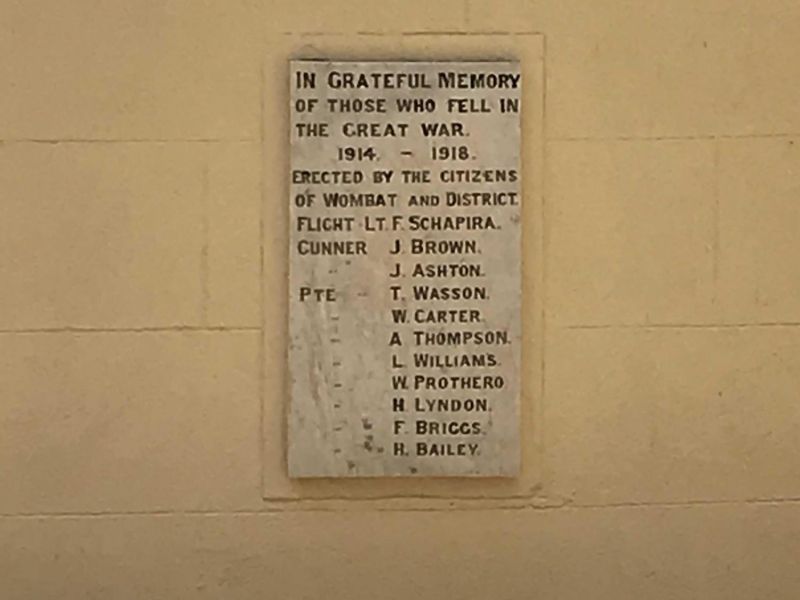 IN GRATEFUL MEMORY
OF THOSE WHO FELL IN
THE GREAT WAR.
1914. - 1918.
ERECTED BY THE CITIZENS
OF WOMBAT AND DISTRICT.
FLIGHT LT. F. SCHAPIRA.
GUNNER J. BROWN.
" J. ASHTON.
PTE - T. WASSON.
- W. CARTER.
- A THOMPSON.
- L. WILLIAMS.
- W. PROTHERO
- H. LYNDON.
- F. BRIGGS.
- H. BAILEY.